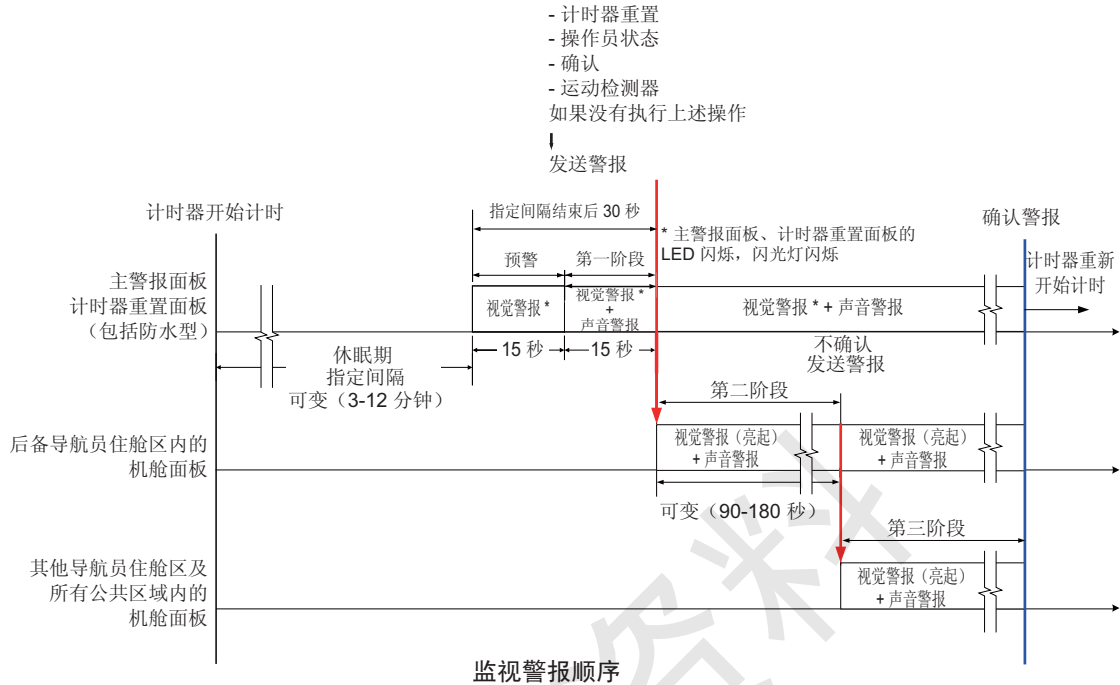 - 计时器重置
- 操作员状态
- 确认
- 运动检测器
如果没有执行上述操作
发送警报
计时器开始计时
指定间隔结束后 30 秒
确认警报
* 主警报面板、计时器重置面板的
LED 闪烁，闪光灯闪烁
预警
第一阶段
计时器重新
开始计时
主警报面板
计时器重置面板
（包括防水型）
视觉警报 *
视觉警报 *
+
声音警报
视觉警报 * + 声音警报
15 秒
15 秒
不确认
发送警报
休眠期
指定间隔
可变（3-12 分钟）
第二阶段
后备导航员住舱区内的
机舱面板
视觉警报（亮起）
+ 声音警报
视觉警报（亮起）
+ 声音警报
可变（90-180 秒）
第三阶段
其他导航员住舱区及
所有公共区域内的
机舱面板
视觉警报（亮起）
+ 声音警报
监视警报顺序
资料